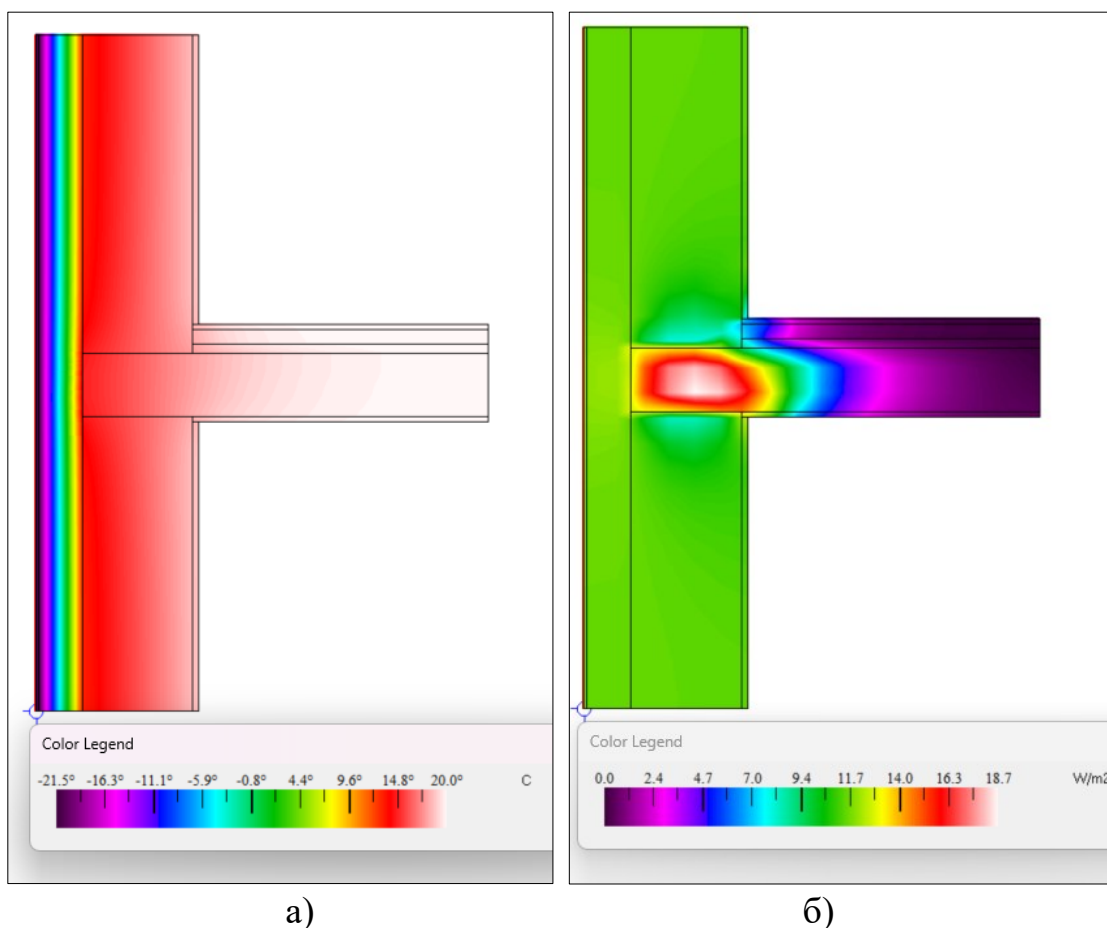 Color Legend
-21.5° -16.3° -11.1° -5.9° -0.8° 4.4° 9.6° 14.8° 20.0° C
Color Legend
0.0 2.4 4.7 7.0 9.4 11.7 14.0 16.3 18.7 W/m2
а)
б)